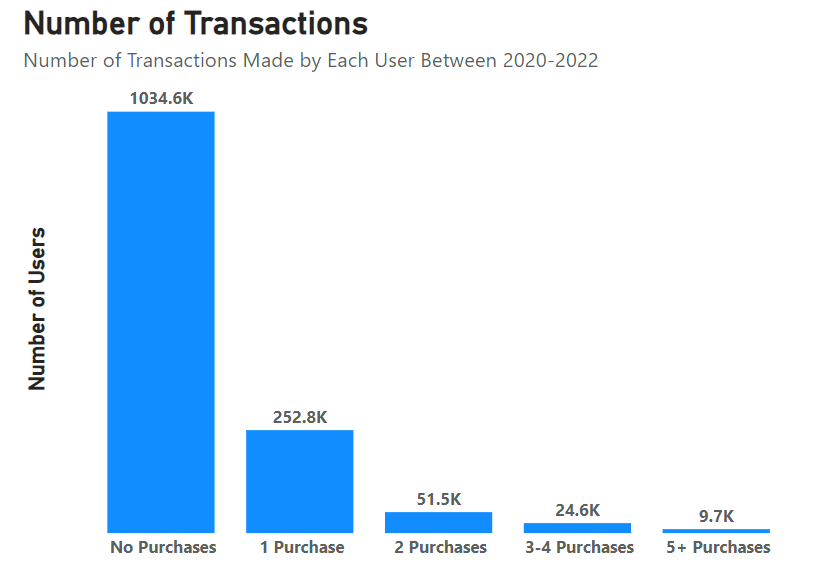 Number of Transactions
Number of Transactions Made by Each User Between 2020-2022
Number of Users
1034.6K
252.8K
51.5K
24.6K
9.7K
No Purchases
1 Purchase
2 Purchases
3-4 Purchases
5+ Purchases